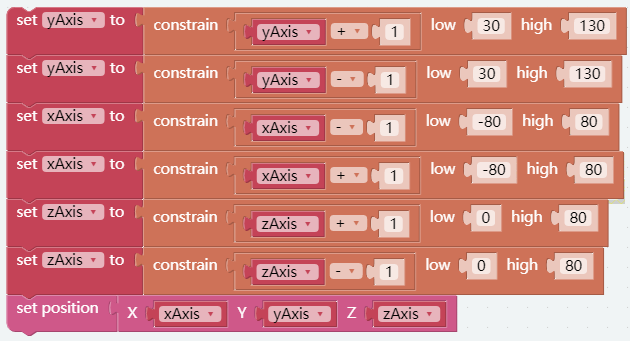 set yAxis to constrain yAxis + 1 low 30 high 130
set yAxis to constrain yAxis - 1 low 30 high 130
set xAxis to constrain xAxis - 1 low -80 high 80
set xAxis to constrain xAxis + 1 low -80 high 80
set zAxis to constrain zAxis + 1 low 0 high 80
set zAxis to constrain zAxis - 1 low 0 high 80
set position X xAxis Y yAxis Z zAxis